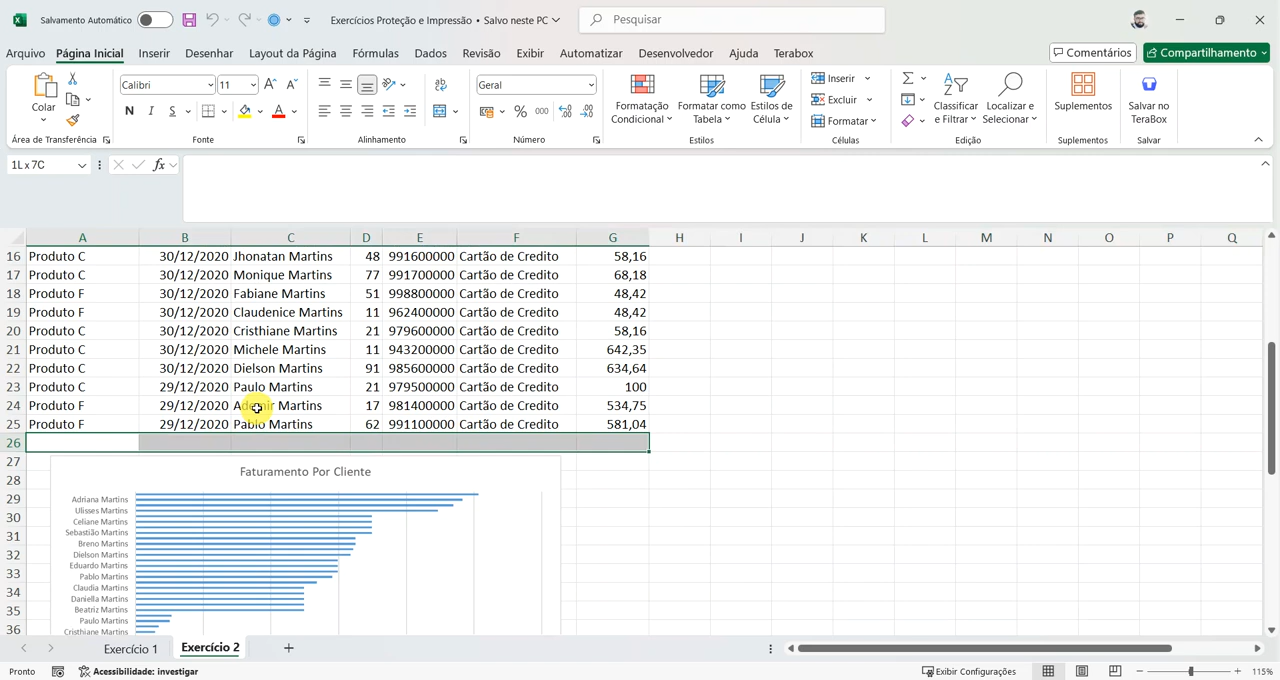 Salvamento Automático
Exercícios Proteção e Impressão • Salvo neste PC
Pesquisar
Arquivo Página Inicial Inserir Desenhar Layout da Página Fórmulas Dados Revisão Exibir Automatizar Desenvolvedor Ajuda Terabox
Comentários
Compartilhamento
Colar
Área de Transferência
Calibri 11
N I S
Fonte
Alinhamento
Geral
% 000
Número
Formatação Condicional
Formatar como Tabela
Estilos de Célula
Estilos
Inserir
Excluir
Formatar
Células
Classificar e Filtrar
Localizar e Selecionar
Edição
Suplementos
Suplementos
Salvar no TeraBox
Salvar
1L x 7C
fx
A B C D E F G H I J K L M N O P Q
16 Produto C 30/12/2020 Jhonatan Martins 48 991600000 Cartão de Credito 58,16
17 Produto C 30/12/2020 Monique Martins 77 991700000 Cartão de Credito 68,18
18 Produto F 30/12/2020 Fabiane Martins 51 998800000 Cartão de Credito 48,42
19 Produto F 30/12/2020 Claudenice Martins 11 962400000 Cartão de Credito 48,42
20 Produto C 30/12/2020 Cristhiane Martins 21 979600000 Cartão de Credito 58,16
21 Produto C 30/12/2020 Michele Martins 11 943200000 Cartão de Credito 642,35
22 Produto C 30/12/2020 Dielson Martins 91 985600000 Cartão de Credito 634,64
23 Produto C 29/12/2020 Paulo Martins 21 979500000 Cartão de Credito 100
24 Produto F 29/12/2020 Ademir Martins 17 981400000 Cartão de Credito 534,75
25 Produto F 29/12/2020 Pablo Martins 62 991100000 Cartão de Credito 581,04
26
27
28
29
30
31
32
33
34
35
36
Faturamento Por Cliente
Adriana Martins
Ulisses Martins
Celiane Martins
Sebastião Martins
Breno Martins
Dielson Martins
Eduardo Martins
Pablo Martins
Claudia Martins
Daniella Martins
Beatriz Martins
Paulo Martins
Cristhiane Martins
Exercício 1 Exercício 2
Pronto
Acessibilidade: investigar
Exibir Configurações
115%